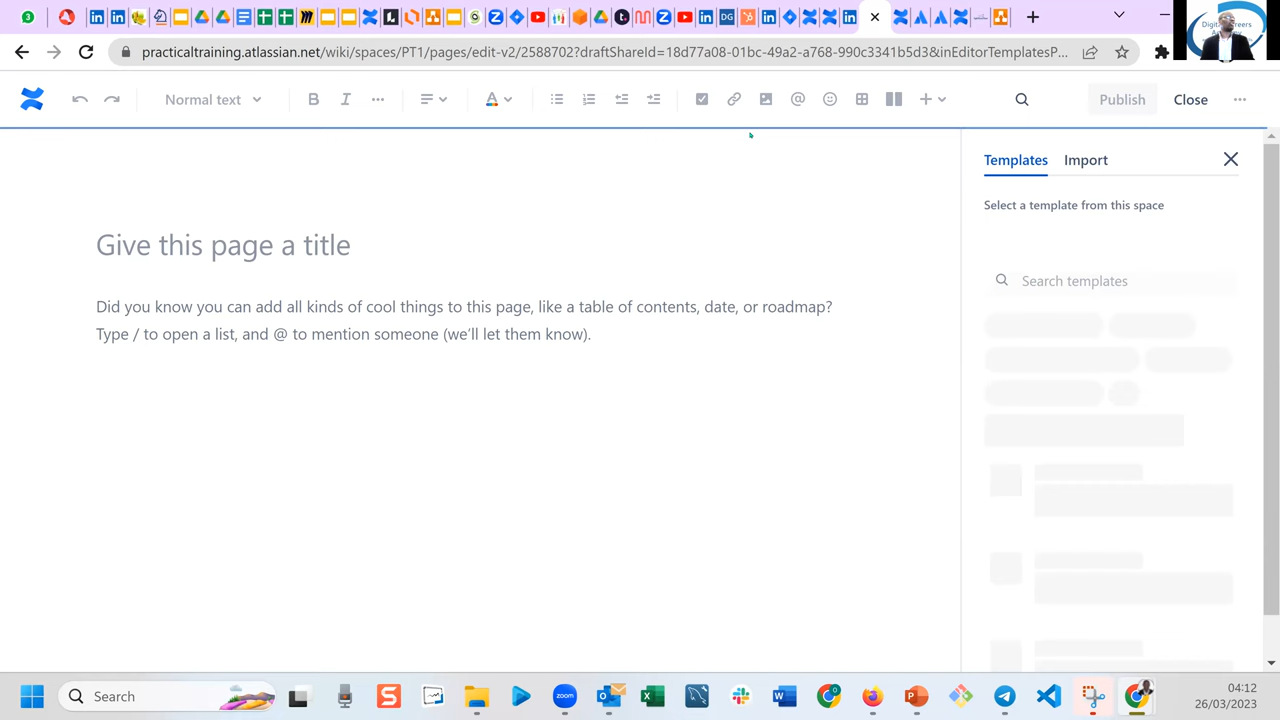 practicaltraining.atlassian.net/wiki/spaces/PT1/pages/edit-v2/2588702?draftShareId=18d77a08-01bc-49a2-a768-990c3341b5d3&inEditorTemplatesP...
Normal text
Publish
Close
Templates
Import
Select a template from this space
Search templates
Give this page a title
Did you know you can add all kinds of cool things to this page, like a table of contents, date, or roadmap?
Type / to open a list, and @ to mention someone (we'll let them know).
Search
zoom
04:12
26/03/2023